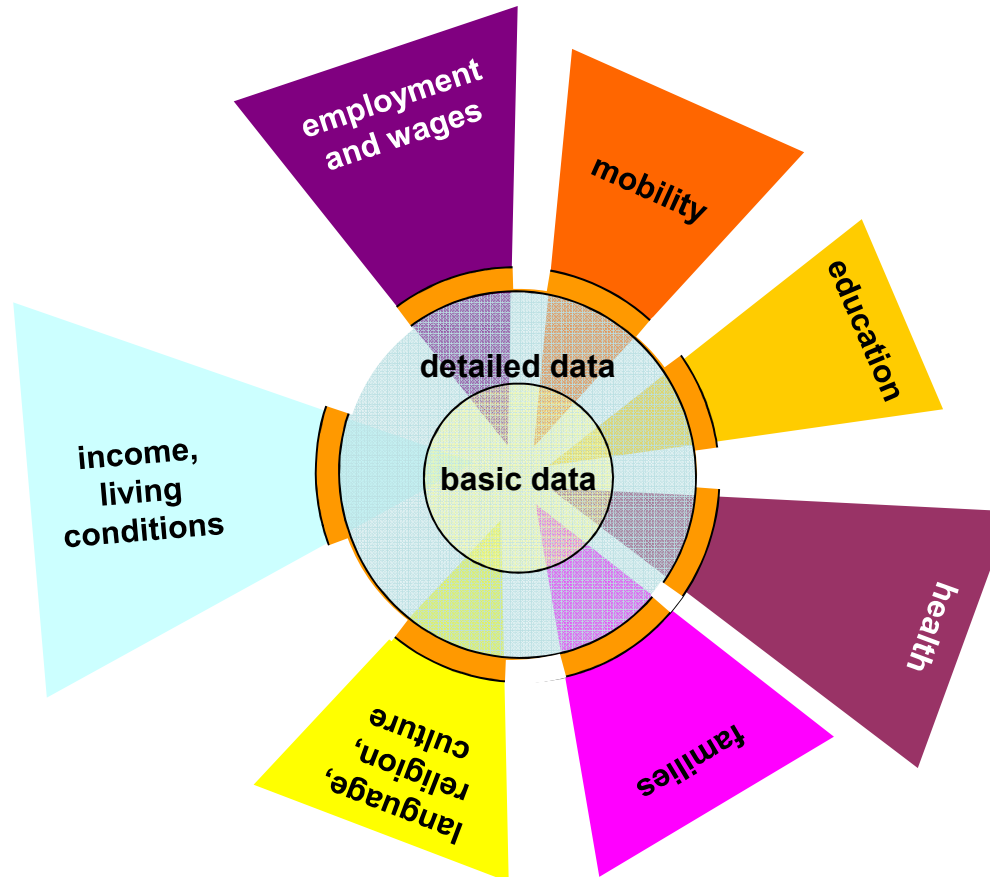 employment
and wages
mobility
education
detailed data
basic data
income,
living
conditions
health
families
language,
religion,
culture